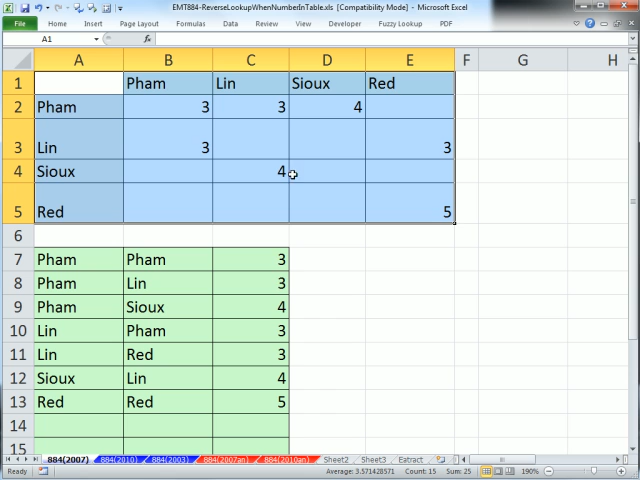 EMT884-ReverseLookupWhenNumberInTable.xls [Compatibility Mode] - Microsoft Excel
File Home Insert Page Layout Formulas Data Review View Developer Fuzzy Lookup PDF
A1 fx
A B C D E F G H
1 Pham Lin Sioux Red
2 Pham 3 3 4
3 Lin 3 3
4 Sioux 4
5 Red 5
6
7 Pham Pham 3
8 Pham Lin 3
9 Pham Sioux 4
10 Lin Pham 3
11 Lin Red 3
12 Sioux Lin 4
13 Red Red 5
14
15
884(2007) 884(2010) 884(2003) 884(2007an) 884(2010an) Sheet2 Sheet3 Eatract
Ready Average: 3.571428571 Count: 15 Sum: 25 190%